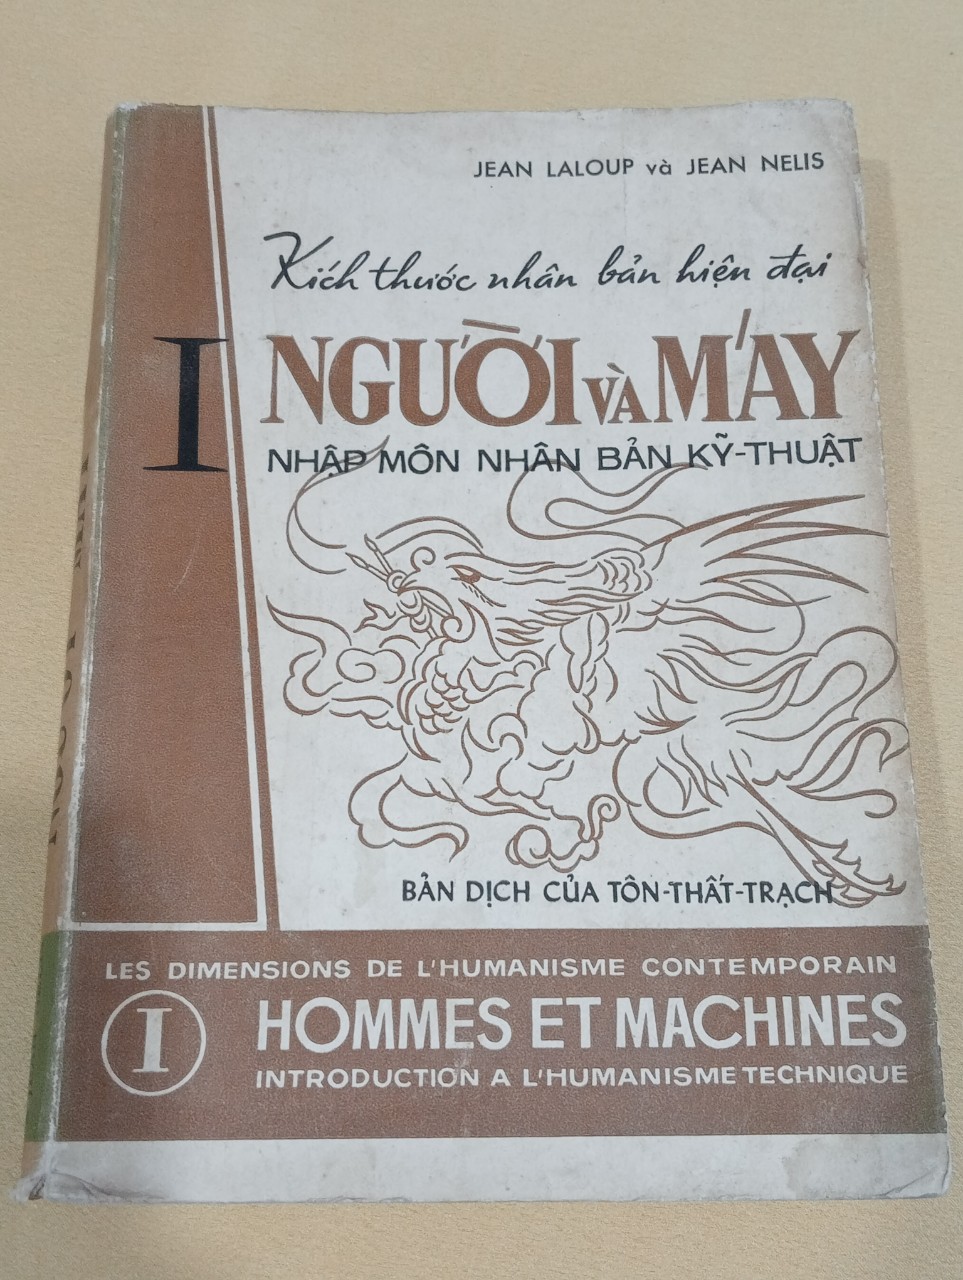 JEAN LALOUP và JEAN NELIS
Kích thước nhân bản hiện đại
I NGƯỜI VÀ MÁY
NHẬP MÔN NHÂN BẢN KỸ-THUẬT
BẢN DỊCH CỦA TÔN-THẤT-TRẠCH
LES DIMENSIONS DE L'HUMANISME CONTEMPORAIN
I HOMMES ET MACHINES
INTRODUCTION A L'HUMANISME TECHNIQUE